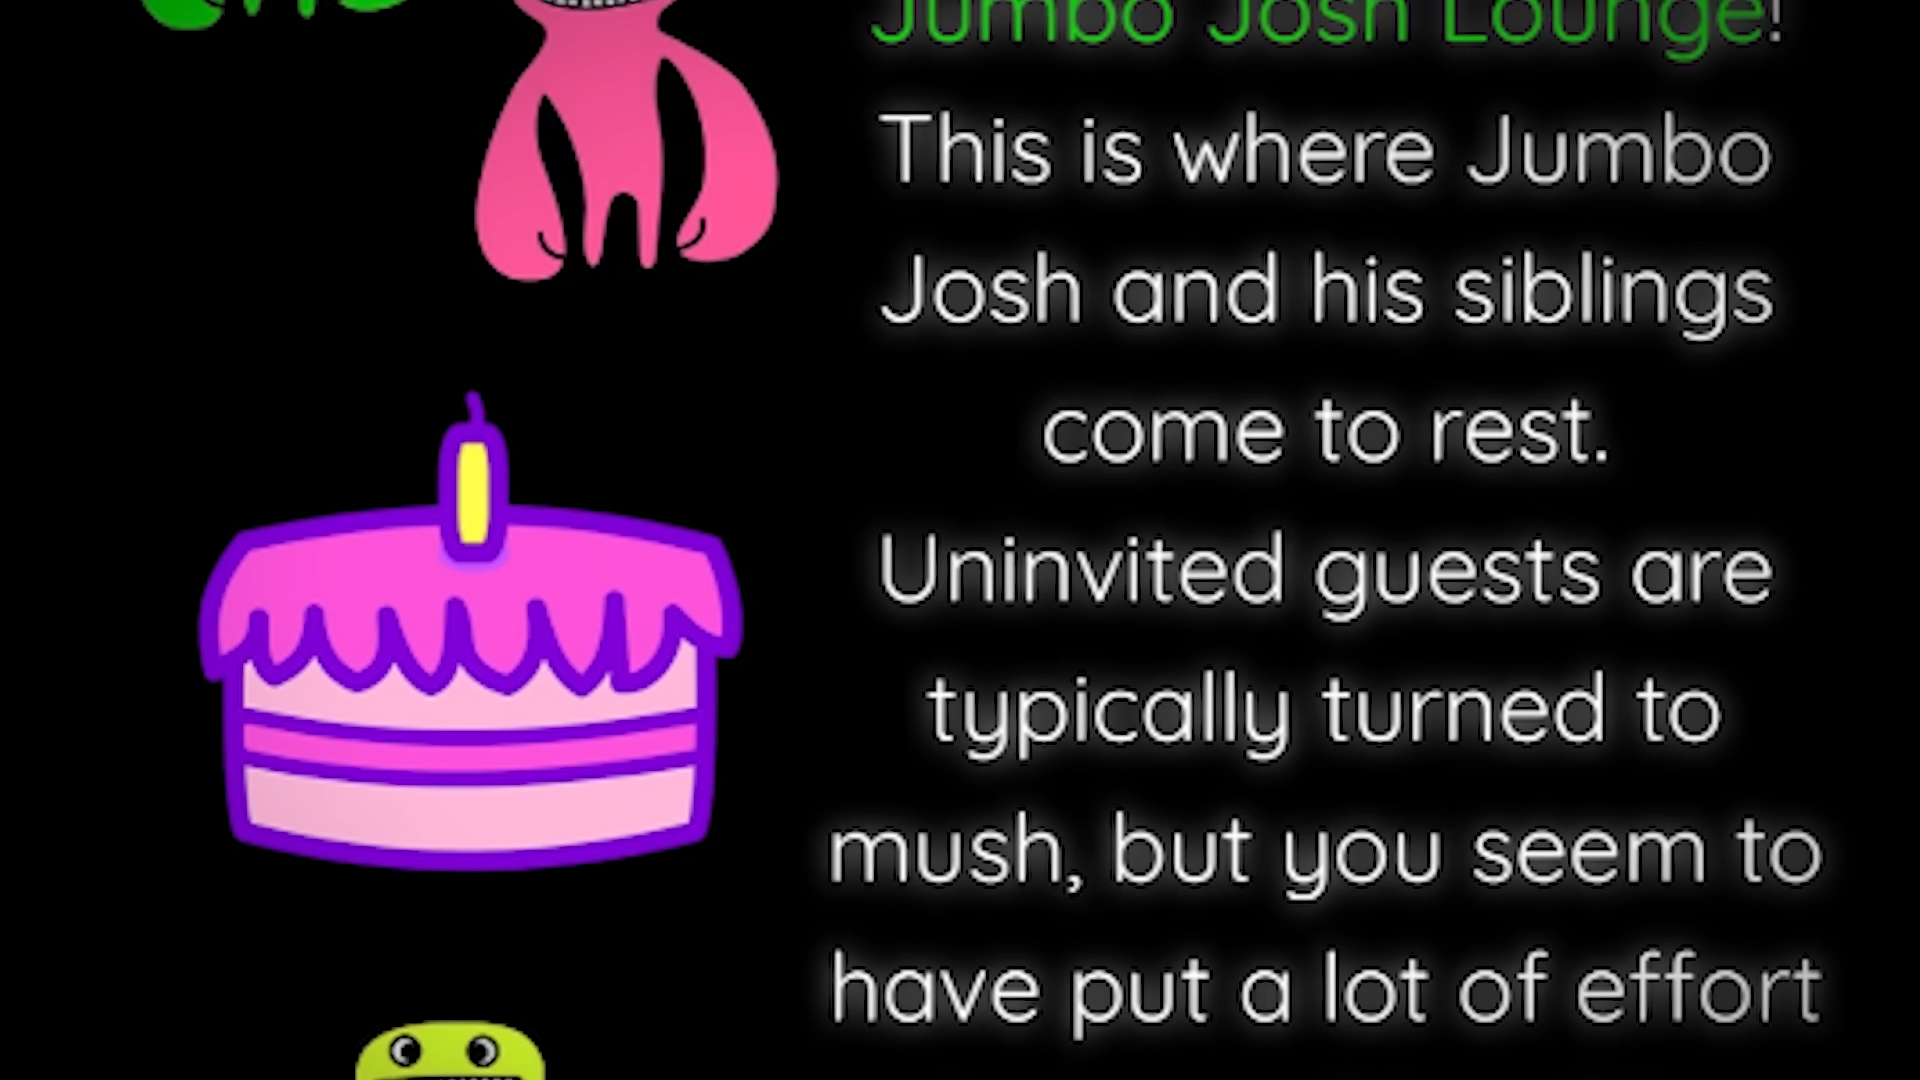 Jumbo Josh Lounge!
This is where Jumbo
Josh and his siblings
come to rest.
Uninvited guests are
typically turned to
mush, but you seem to
have put a lot of effort